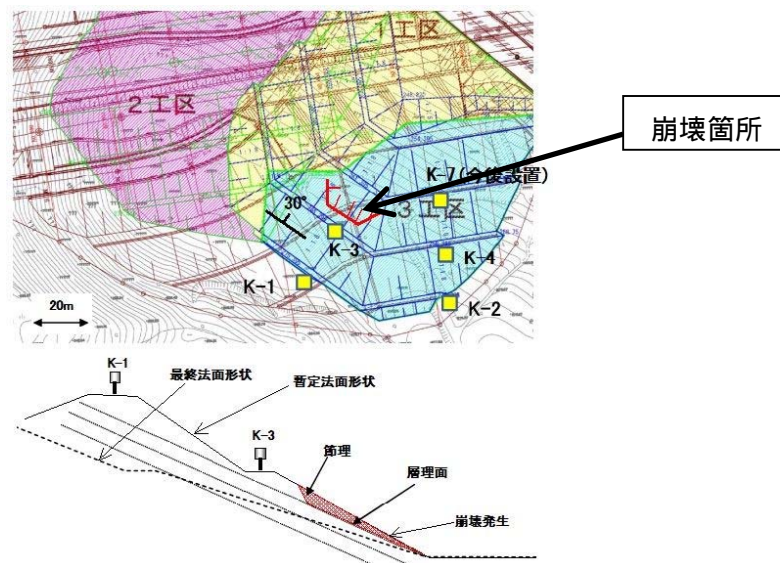 1工区
2工区
崩壊箇所
K-7(今後設置)
30°
3工区
K-3
K-4
K-1
K-2
20m
K-1
最終法面形状
暫定法面形状
K-3
節理
層理面
崩壊発生